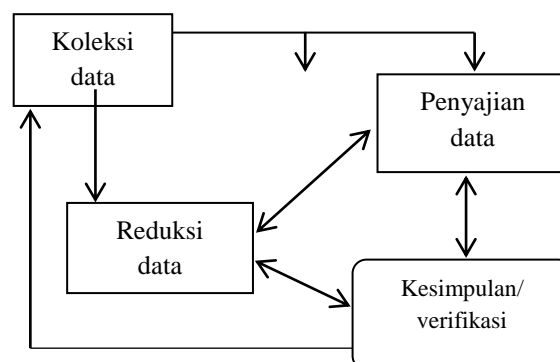 Koleksi
data
Penyajian
data
Reduksi
data
Kesimpulan/
verifikasi